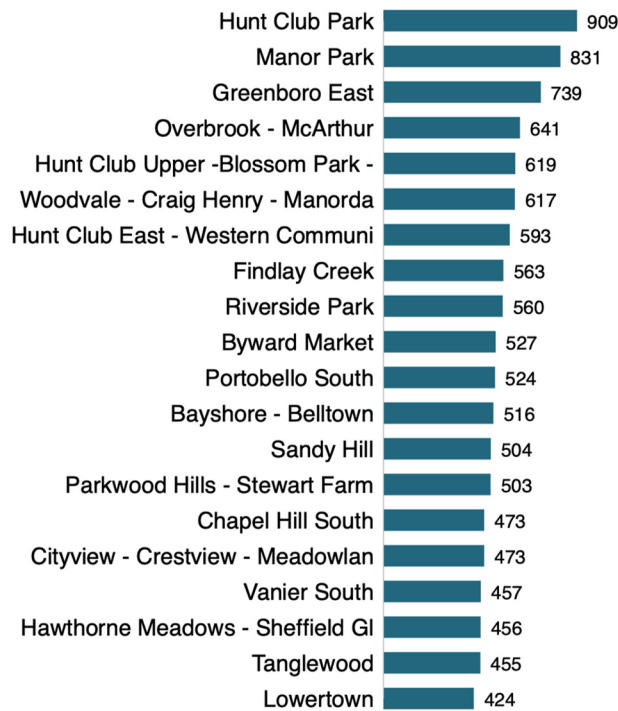 Hunt Club Park 909
Manor Park 831
Greenboro East 739
Overbrook - McArthur 641
Hunt Club Upper -Blossom Park - 619
Woodvale - Craig Henry - Manorda 617
Hunt Club East - Western Communi 593
Findlay Creek 563
Riverside Park 560
Byward Market 527
Portobello South 524
Bayshore - Belltown 516
Sandy Hill 504
Parkwood Hills - Stewart Farm 503
Chapel Hill South 473
Cityview - Crestview - Meadowlan 473
Vanier South 457
Hawthorne Meadows - Sheffield Gl 456
Tanglewood 455
Lowertown 424